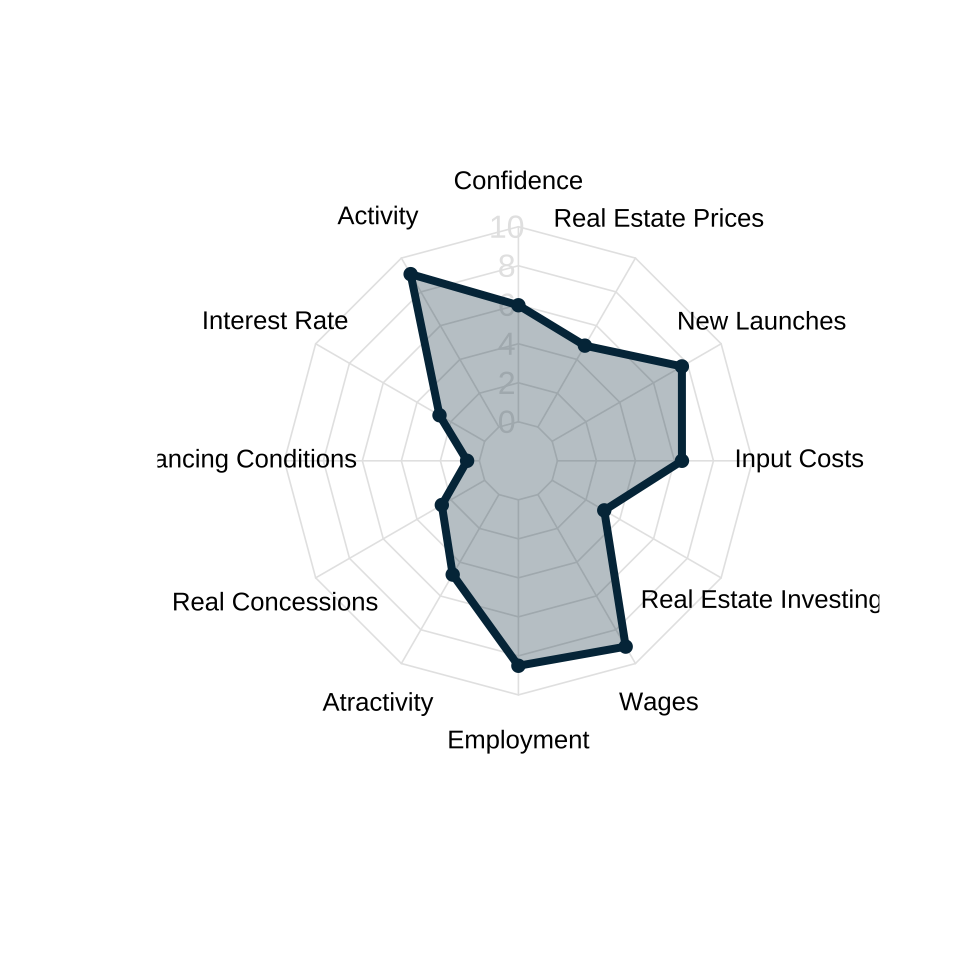 Confidence
Activity
Real Estate Prices
10
8
6
Interest Rate
New Launches
4
2
0
ancing Conditions
Input Costs
Real Concessions
Real Estate Investing
Atractivity
Wages
Employment